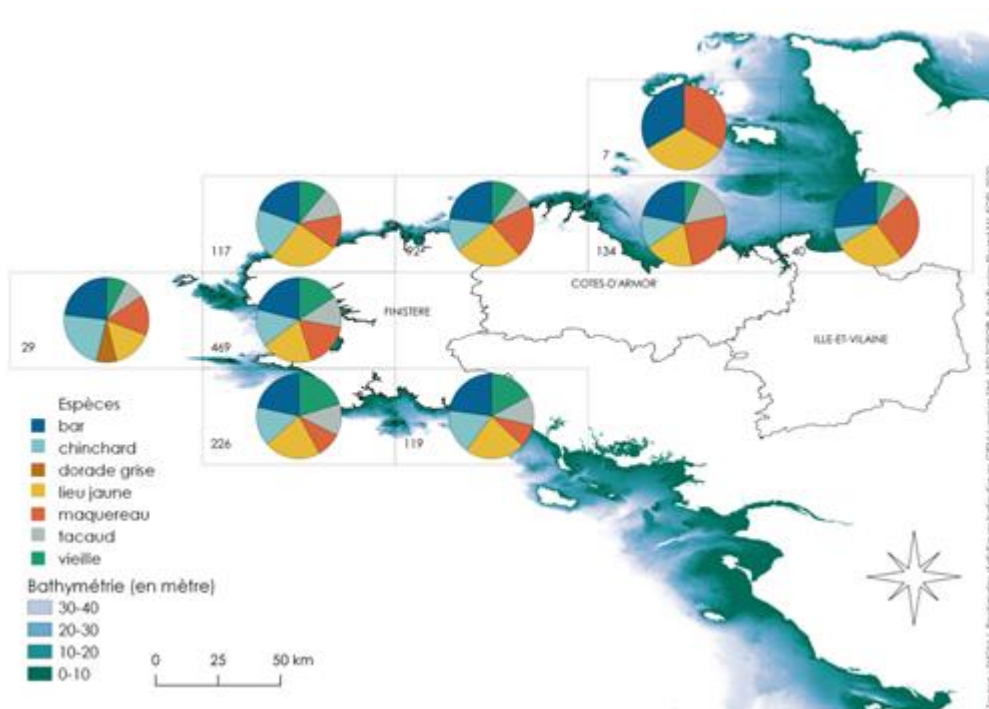 7
117
92
134
40
COTES-D'ARMOR
FINISTERE
ILLE-ET-VILAINE
29
469
226
119
Espèces
bar
chinchard
dorade grise
lieu jaune
maquereau
tacaud
vieille
Bathymétrie (en mètre)
30-40
20-30
10-20
0-10
0 25 50 km